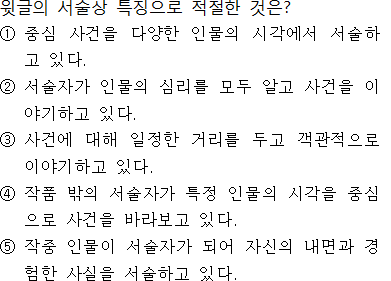 윗글의 서술상 특징으로 적절한 것은?
① 중심 사건을 다양한 인물의 시각에서 서술하
고 있다.
② 서술자가 인물의 심리를 모두 알고 사건을 이
야기하고 있다.
③ 사건에 대해 일정한 거리를 두고 객관적으로
이야기하고 있다.
④ 작품 밖의 서술자가 특정 인물의 시각을 중심
으로 사건을 바라보고 있다.
⑤ 작중 인물이 서술자가 되어 자신의 내면과 경
험한 사실을 서술하고 있다.